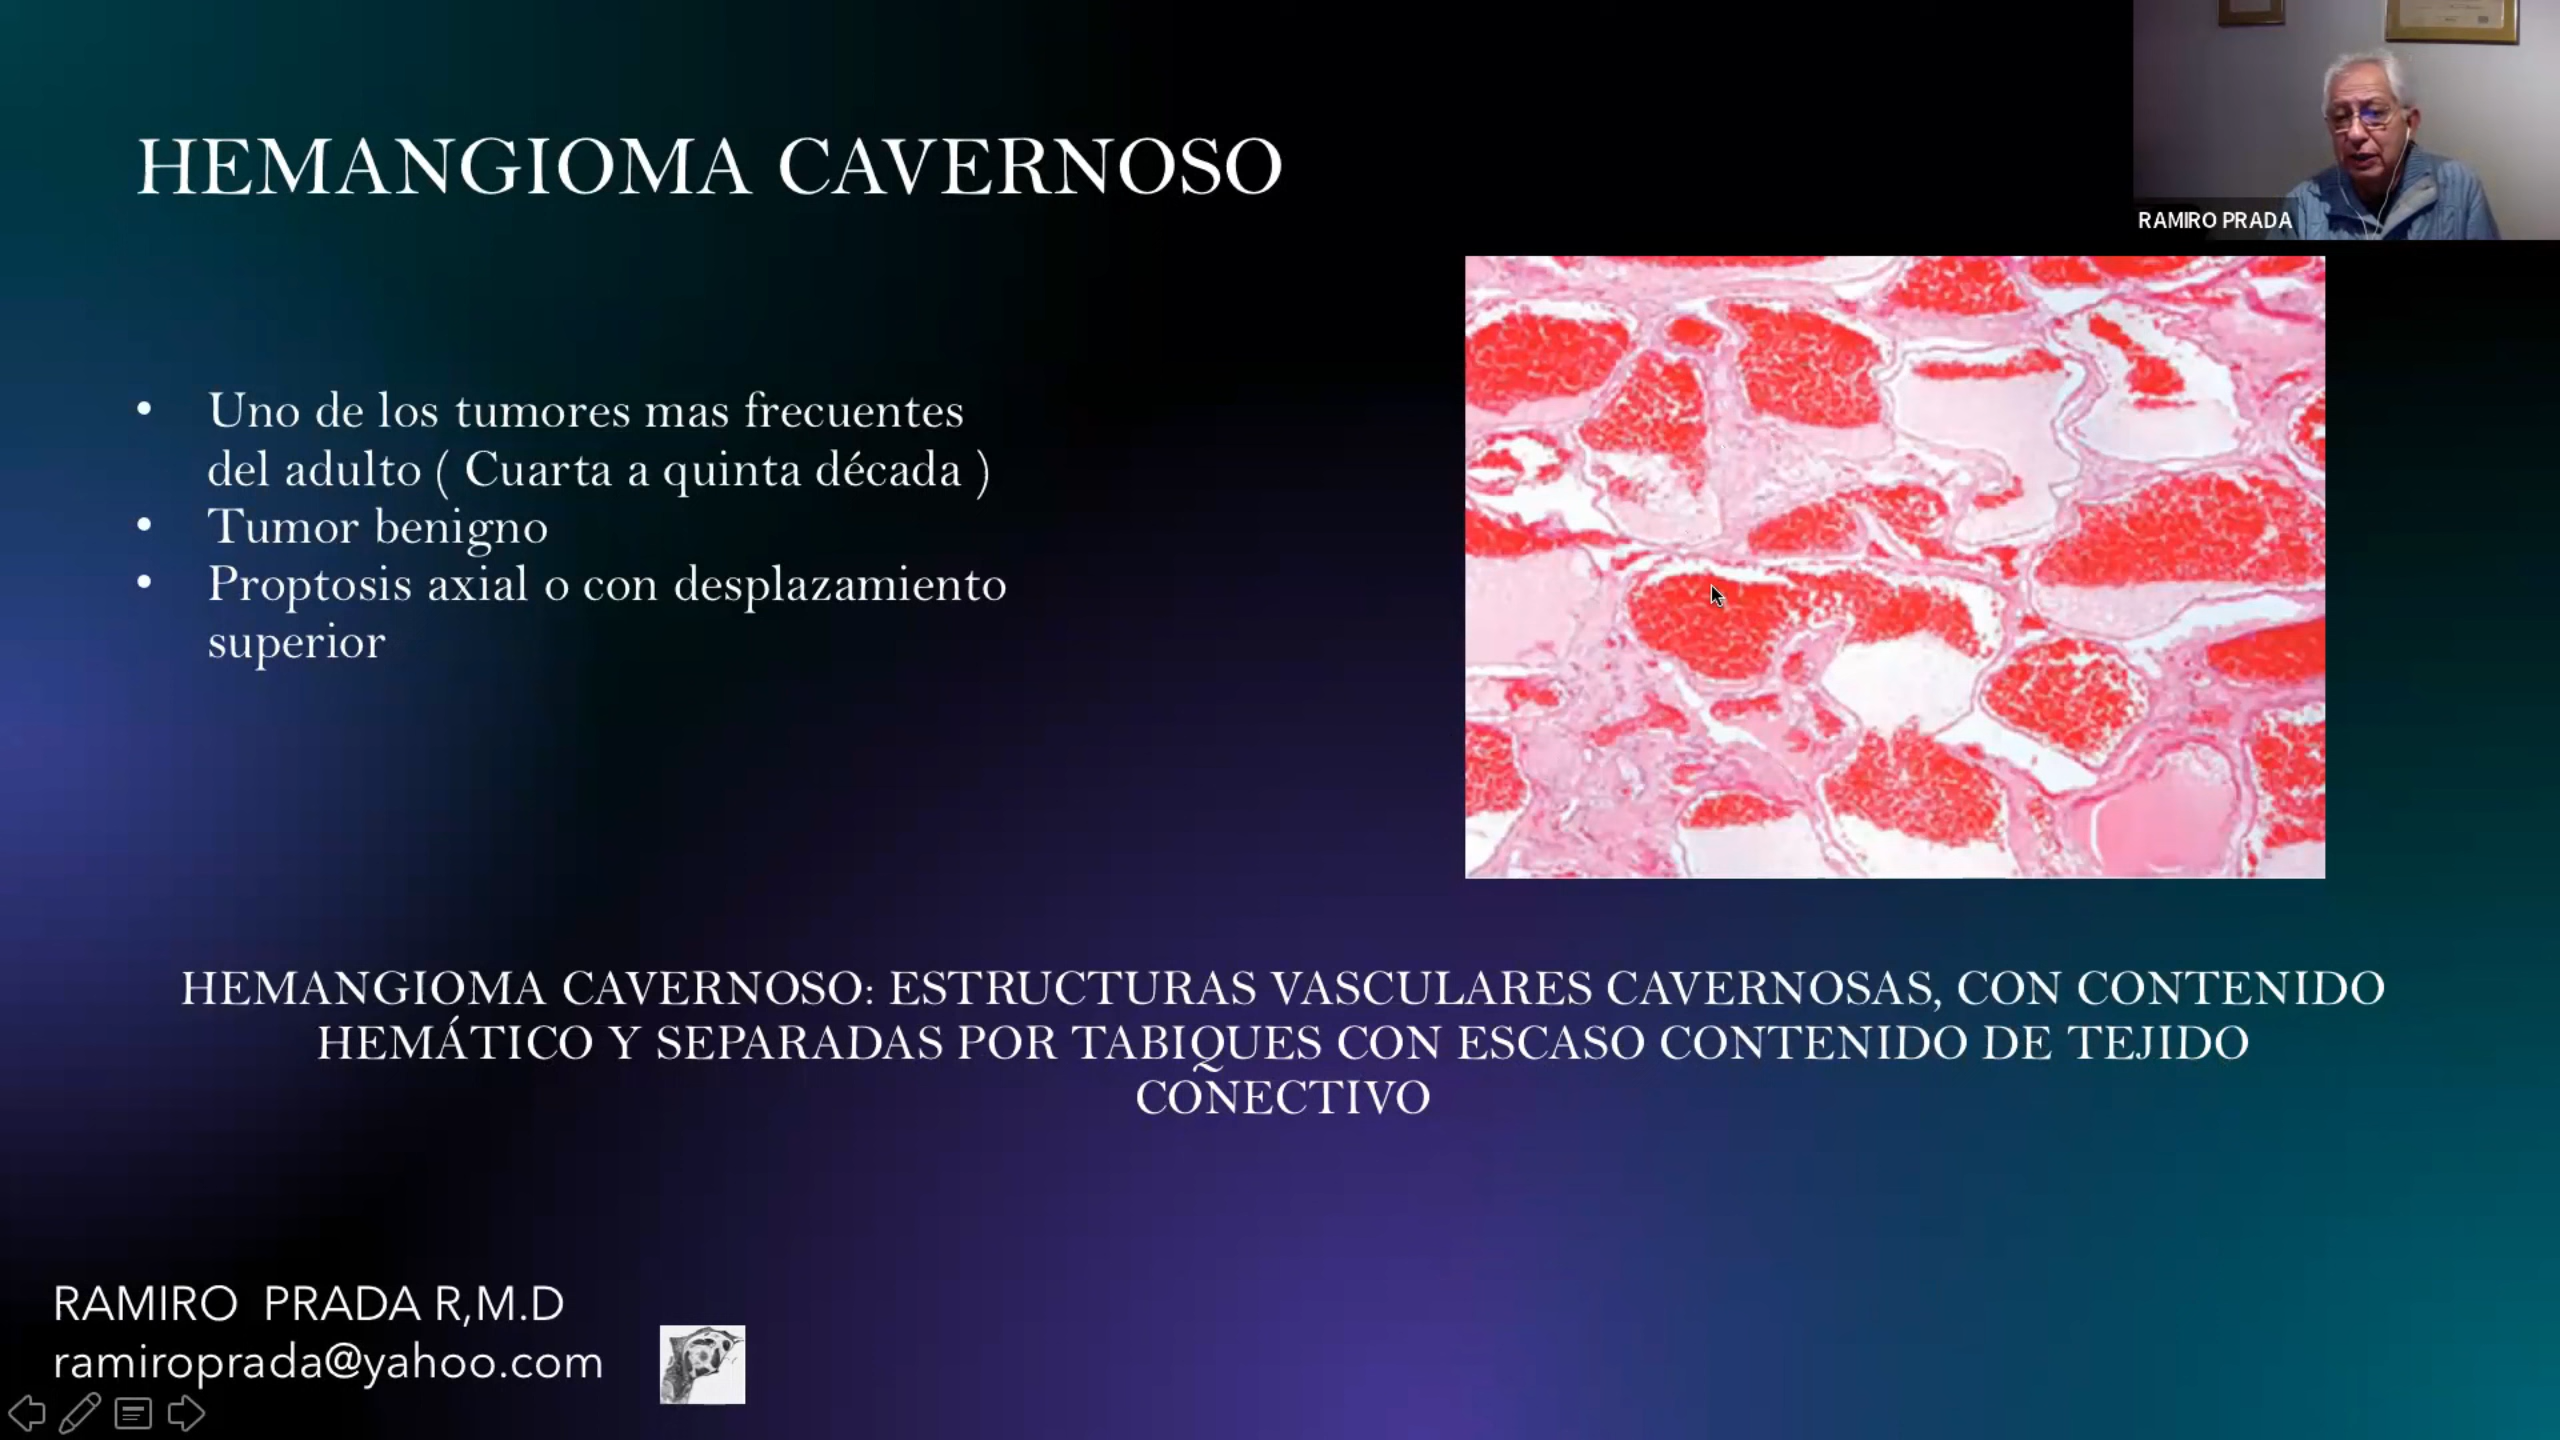 HEMANGIOMA CAVERNOSO
RAMIRO PRADA
• Uno de los tumores mas frecuentes
del adulto ( Cuarta a quinta década )
• Tumor benigno
• Proptosis axial o con desplazamiento
superior
HEMANGIOMA CAVERNOSO: ESTRUCTURAS VASCULARES CAVERNOSAS, CON CONTENIDO
HEMÁTICO Y SEPARADAS POR TABIQUES CON ESCASO CONTENIDO DE TEJIDO
CONECTIVO
RAMIRO PRADA R,M.D
ramiroprada@yahoo.com